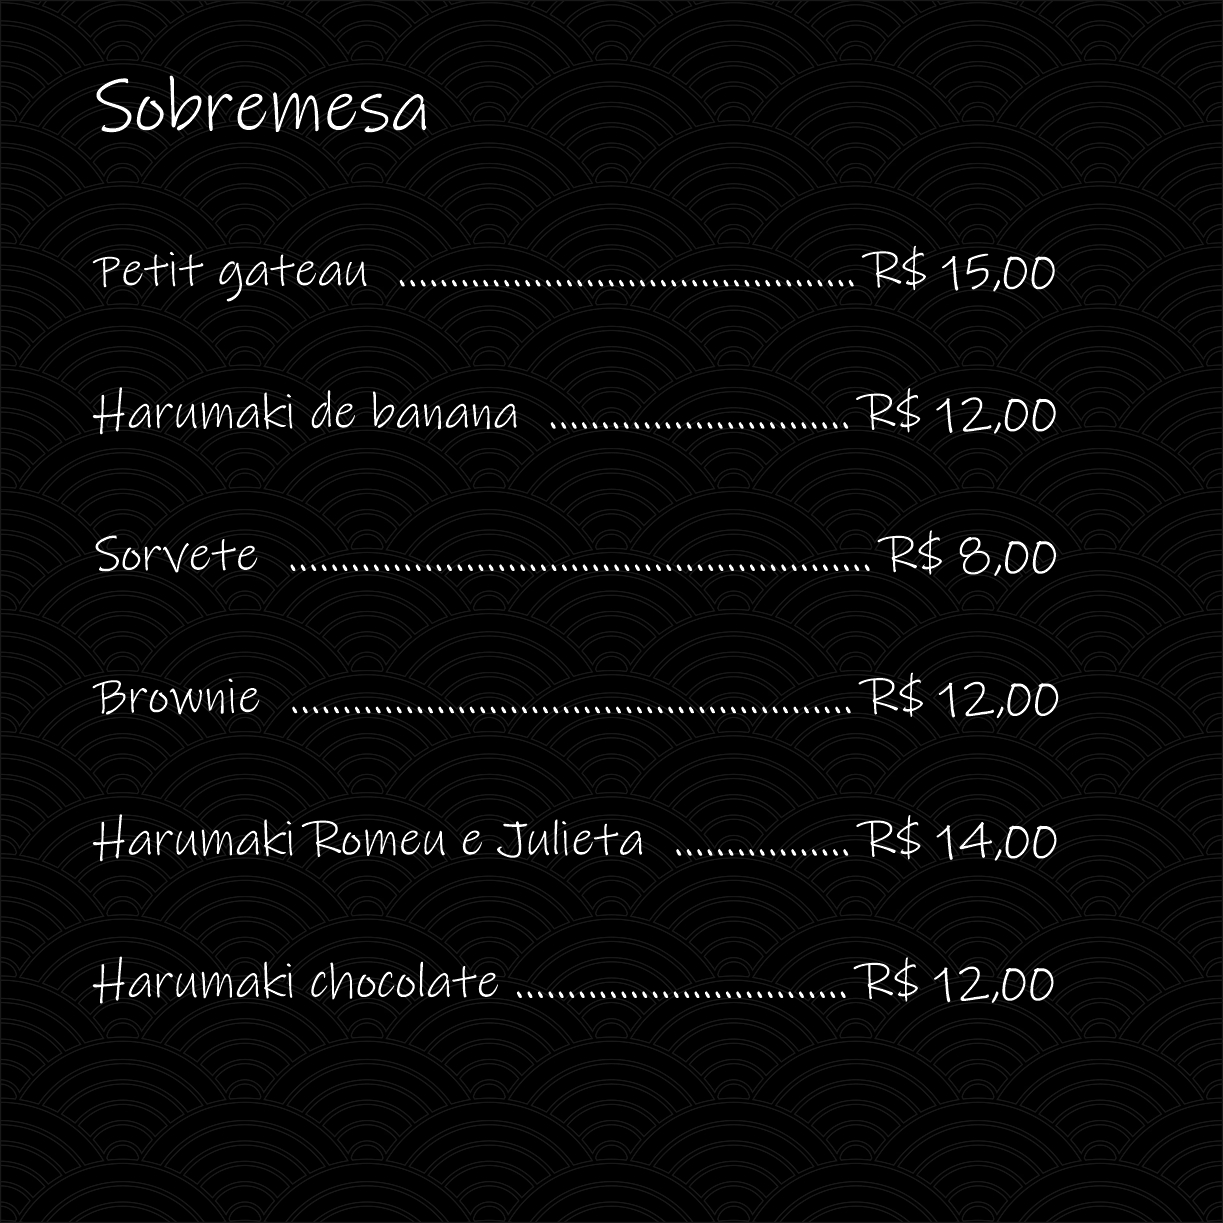 Sobremesa
Petit gateau ............................................ R$ 15,00
Harumaki de banana ............................. R$ 12,00
Sorvete ........................................................ R$ 8,00
Brownie ...................................................... R$ 12,00
Harumaki Romeu e Julieta ................. R$ 14,00
Harumaki chocolate ................................ R$ 12,00